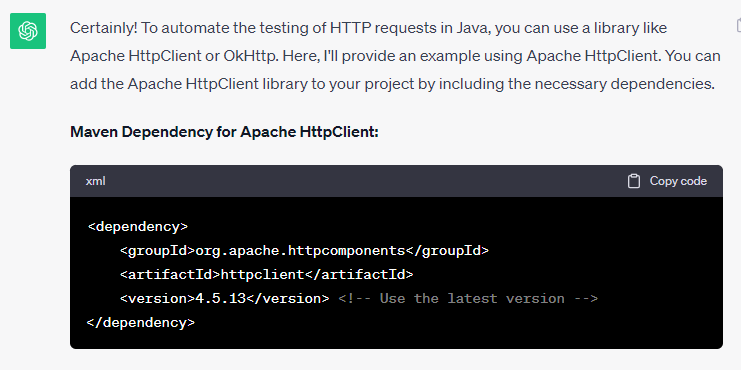 Certainly! To automate the testing of HTTP requests in Java, you can use a library like
Apache HttpClient or OkHttp. Here, I'll provide an example using Apache HttpClient. You can
add the Apache HttpClient library to your project by including the necessary dependencies.
Maven Dependency for Apache HttpClient:
xml Copy code
<dependency>
    <groupId>org.apache.httpcomponents</groupId>
    <artifactId>httpclient</artifactId>
    <version>4.5.13</version> <!-- Use the latest version -->
</dependency>